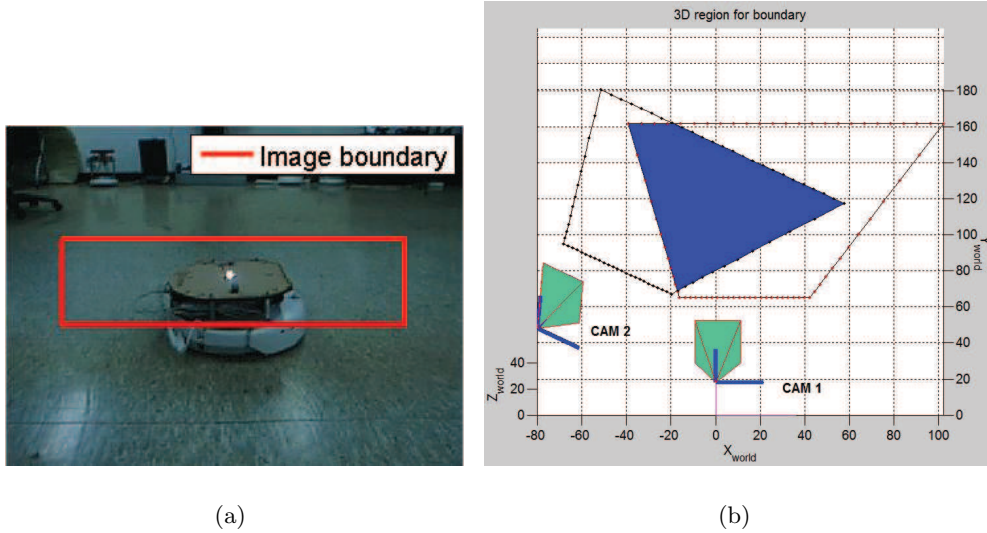 Image boundary
(a)
3D region for boundary
180
160
140
120
100
80
60
40
20
0
Y_world
40
20
0
Z_world
CAM 2
CAM 1
-80 -60 -40 -20 0 20 40 60 80 100
X_world
(b)